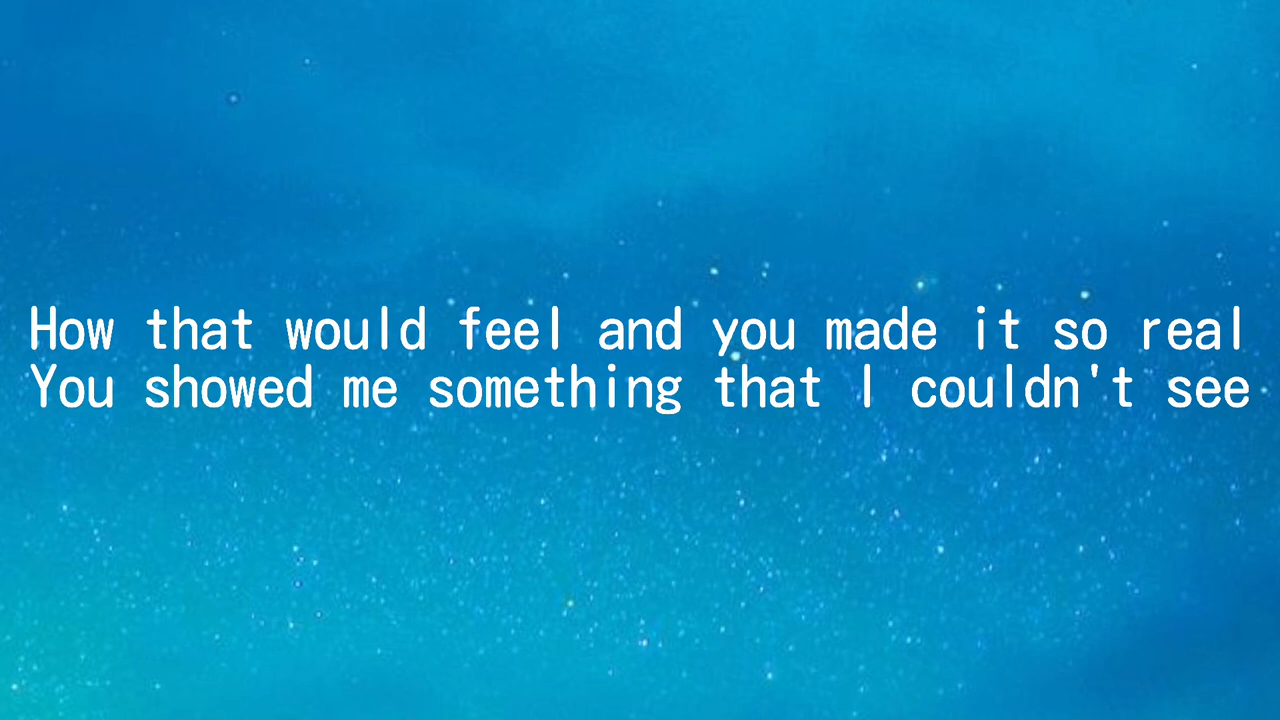 How that would feel and you made it so real
You showed me something that I couldn't see